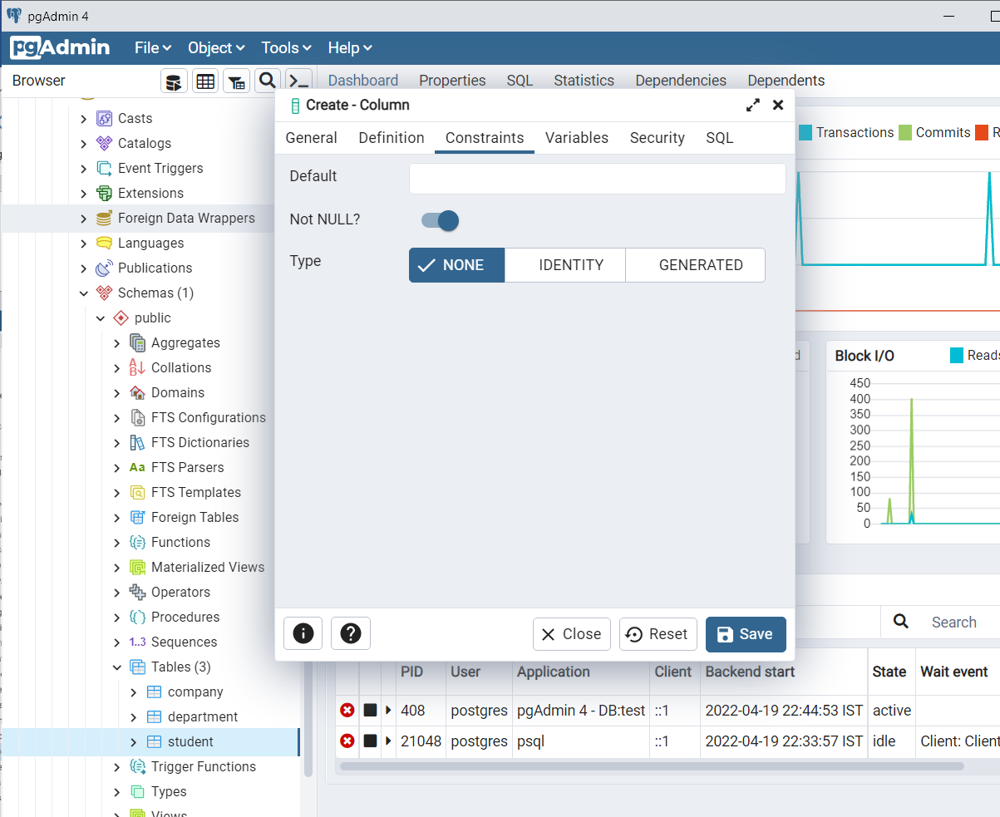 pgAdmin 4
pgAdmin File Object Tools Help
Browser
Dashboard Properties SQL Statistics Dependencies Dependents
Casts
Catalogs
Event Triggers
Extensions
Foreign Data Wrappers
Languages
Publications
Schemas (1)
public
Aggregates
Collations
Domains
FTS Configurations
FTS Dictionaries
Aa FTS Parsers
FTS Templates
Foreign Tables
Functions
Materialized Views
Operators
Procedures
1..3 Sequences
Tables (3)
company
department
student
Trigger Functions
Types
Views
Create - Column
General Definition Constraints Variables Security SQL
Default
Not NULL?
Type NONE IDENTITY GENERATED
Close Reset Save
Transactions Commits R
Block I/O Reads
450
400
350
300
250
200
150
100
50
0
Search
PID User Application Client Backend start State Wait event
408 postgres pgAdmin 4 - DB:test ::1 2022-04-19 22:44:53 IST active
21048 postgres psql ::1 2022-04-19 22:33:57 IST idle Client: Client